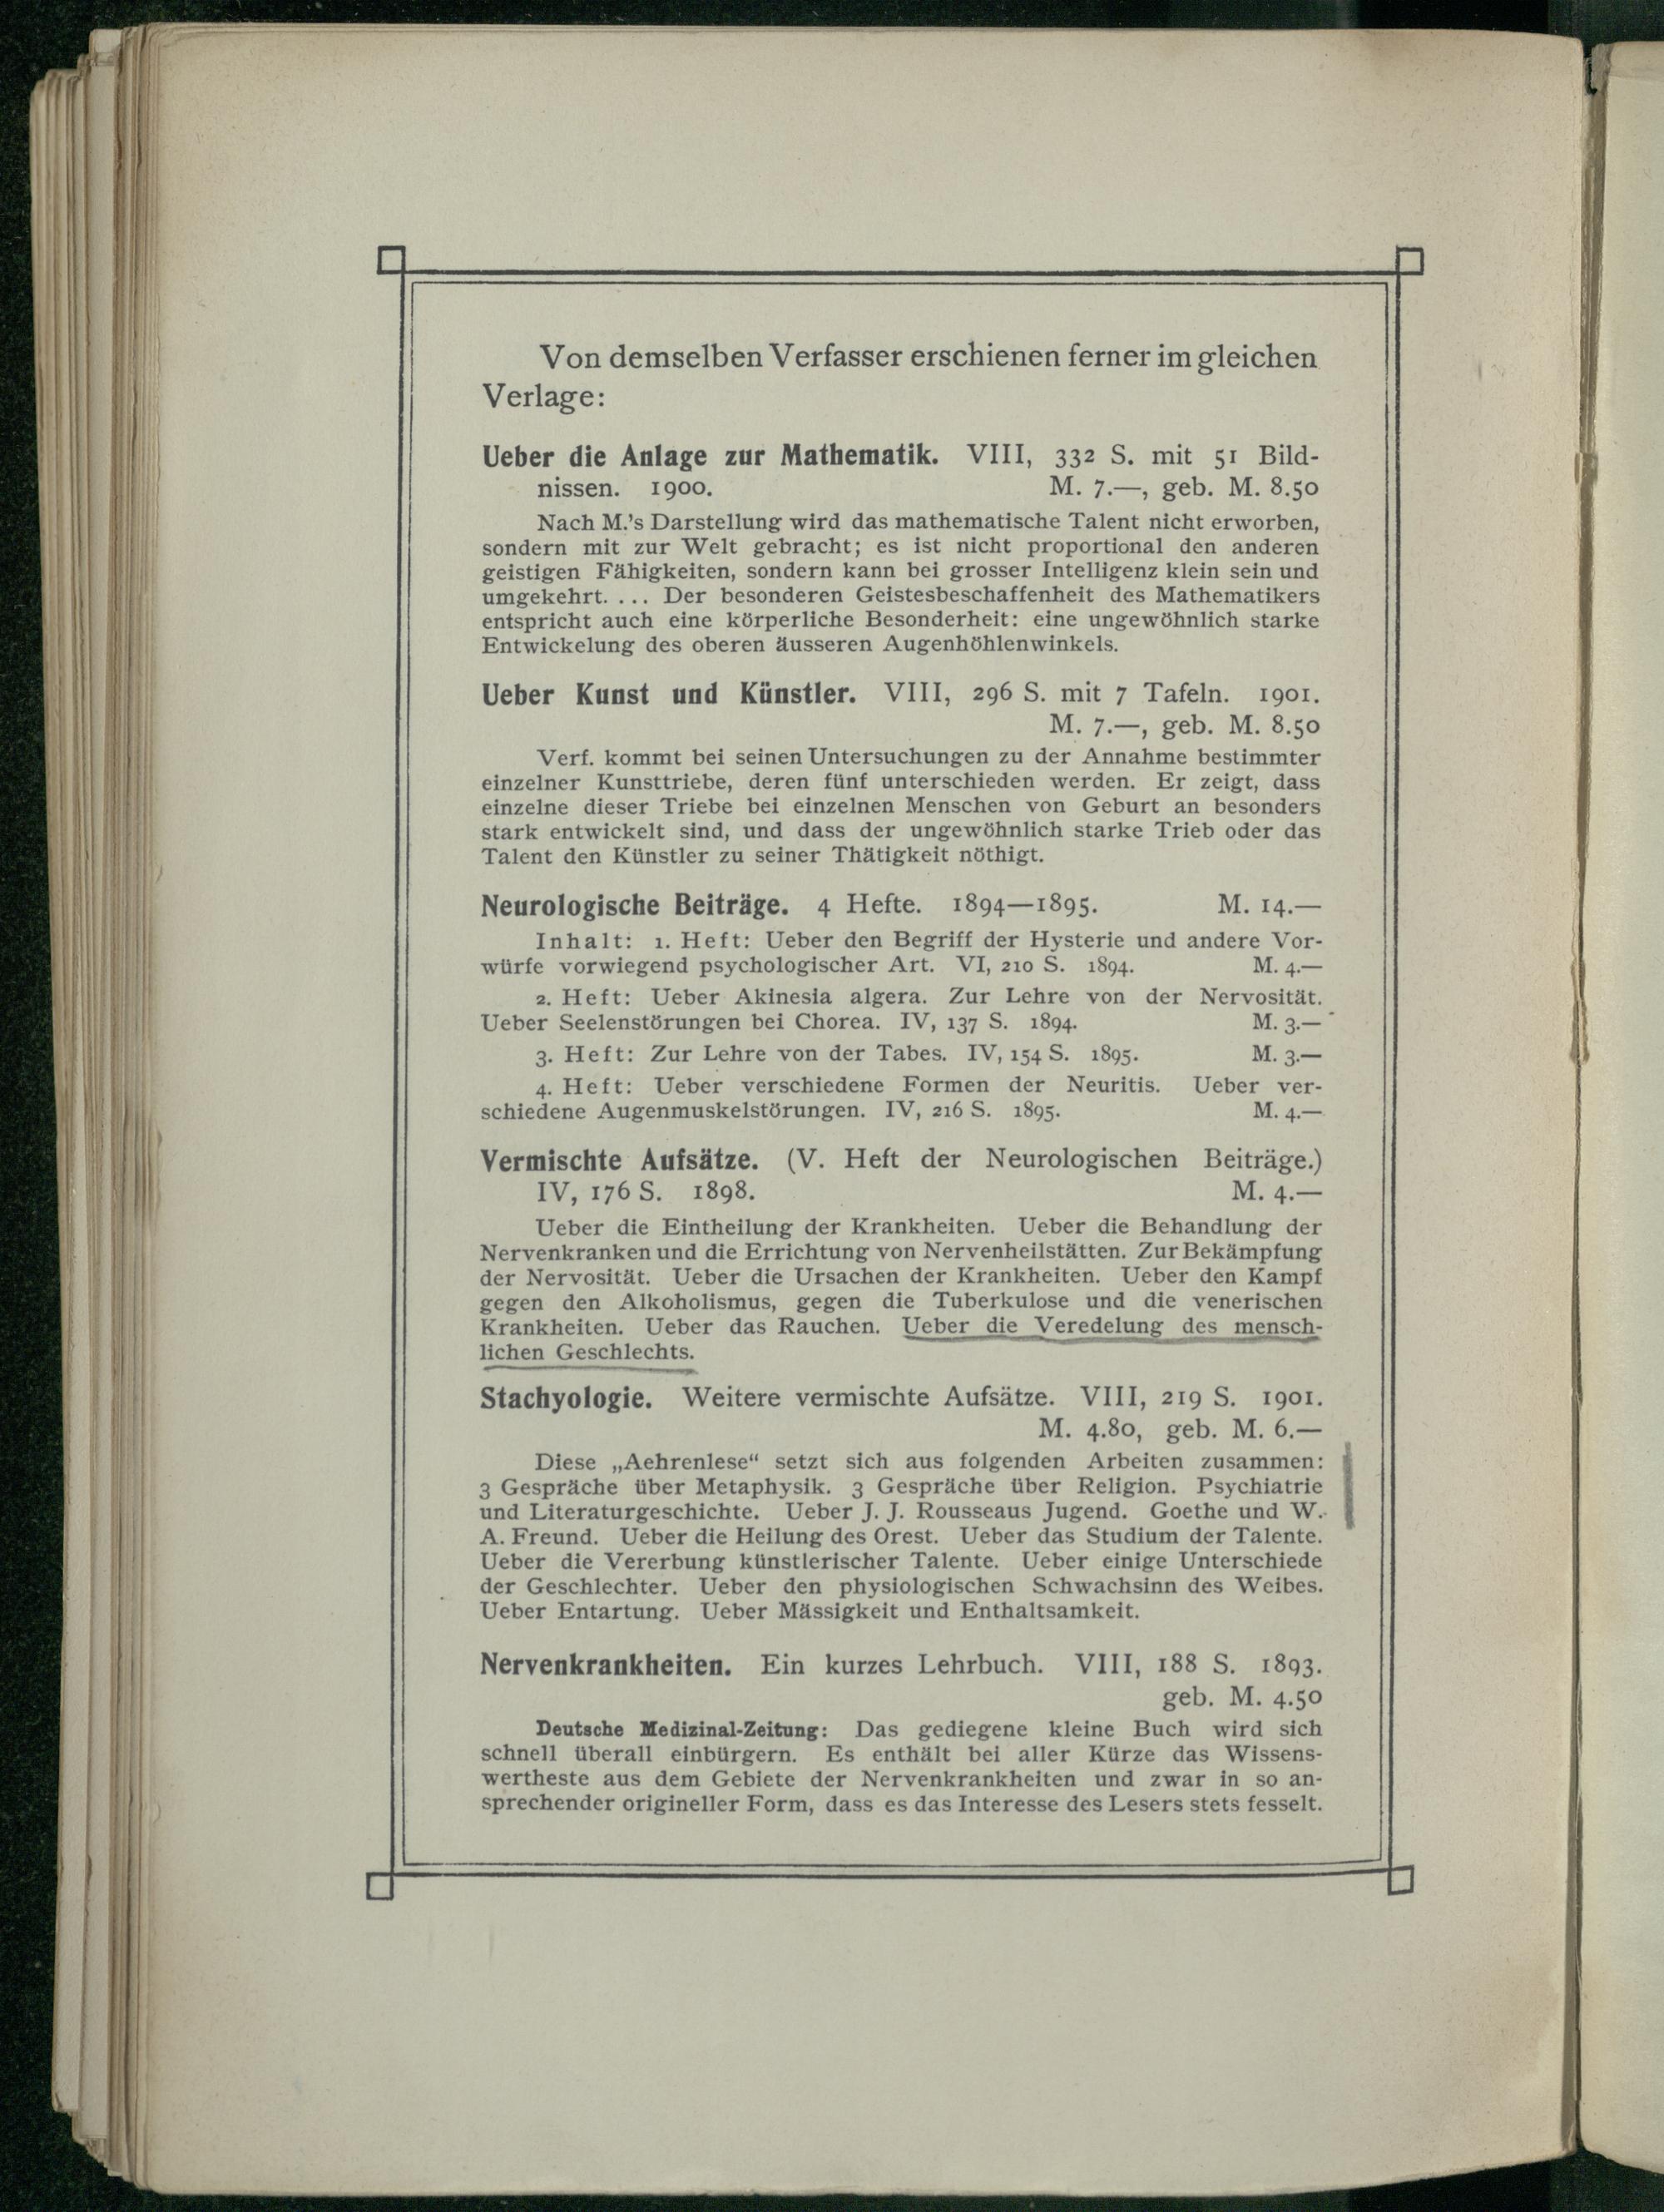 Von demselben Verfasser erschienen ferner im gleichen
Verlage:
Ueber die Anlage zur Mathematik. VIII, 332 S. mit 51 Bild-
nissen. 1900. M. 7.—, geb. M. 8.50
Nach M.'s Darstellung wird das mathematische Talent nicht erworben,
sondern mit zur Welt gebracht; es ist nicht proportional den anderen
geistigen Fähigkeiten, sondern kann bei grosser Intelligenz klein sein und
umgekehrt. ... Der besonderen Geistesbeschaffenheit des Mathematikers
entspricht auch eine körperliche Besonderheit: eine ungewöhnlich starke
Entwickelung des oberen äusseren Augenhöhlenwinkels.
Ueber Kunst und Künstler. VIII, 296 S. mit 7 Tafeln. 1901.
M. 7.—, geb. M. 8.50
Verf. kommt bei seinen Untersuchungen zu der Annahme bestimmter
einzelner Kunsttriebe, deren fünf unterschieden werden. Er zeigt, dass
einzelne dieser Triebe bei einzelnen Menschen von Geburt an besonders
stark entwickelt sind, und dass der ungewöhnlich starke Trieb oder das
Talent den Künstler zu seiner Thätigkeit nöthigt.
Neurologische Beiträge. 4 Hefte. 1894—1895. M. 14.—
Inhalt: 1. Heft: Ueber den Begriff der Hysterie und andere Vor-
würfe vorwiegend psychologischer Art. VI, 210 S. 1894. M. 4.—
2. Heft: Ueber Akinesia algera. Zur Lehre von der Nervosität.
Ueber Seelenstörungen bei Chorea. IV, 137 S. 1894. M. 3.—
3. Heft: Zur Lehre von der Tabes. IV, 154 S. 1895. M. 3.—
4. Heft: Ueber verschiedene Formen der Neuritis. Ueber ver-
schiedene Augenmuskelstörungen. IV, 216 S. 1895. M. 4.—
Vermischte Aufsätze. (V. Heft der Neurologischen Beiträge.)
IV, 176 S. 1898. M. 4.—
Ueber die Eintheilung der Krankheiten. Ueber die Behandlung der
Nervenkranken und die Errichtung von Nervenheilstätten. Zur Bekämpfung
der Nervosität. Ueber die Ursachen der Krankheiten. Ueber den Kampf
gegen den Alkoholismus, gegen die Tuberkulose und die venerischen
Krankheiten. Ueber das Rauchen. Ueber die Veredelung des mensch-
lichen Geschlechts.
Stachyologie. Weitere vermischte Aufsätze. VIII, 219 S. 1901.
M. 4.80, geb. M. 6.—
Diese „Aehrenlese“ setzt sich aus folgenden Arbeiten zusammen:
3 Gespräche über Metaphysik. 3 Gespräche über Religion. Psychiatrie
und Literaturgeschichte. Ueber J. J. Rousseaus Jugend. Goethe und W.
A. Freund. Ueber die Heilung des Orest. Ueber das Studium der Talente.
Ueber die Vererbung künstlerischer Talente. Ueber einige Unterschiede
der Geschlechter. Ueber den physiologischen Schwachsinn des Weibes.
Ueber Entartung. Ueber Mässigkeit und Enthaltsamkeit.
Nervenkrankheiten. Ein kurzes Lehrbuch. VIII, 188 S. 1893.
geb. M. 4.50
Deutsche Medizinal-Zeitung: Das gediegene kleine Buch wird sich
schnell überall einbürgern. Es enthält bei aller Kürze das Wissens-
wertheste aus dem Gebiete der Nervenkrankheiten und zwar in so an-
sprechender origineller Form, dass es das Interesse des Lesers stets fesselt.